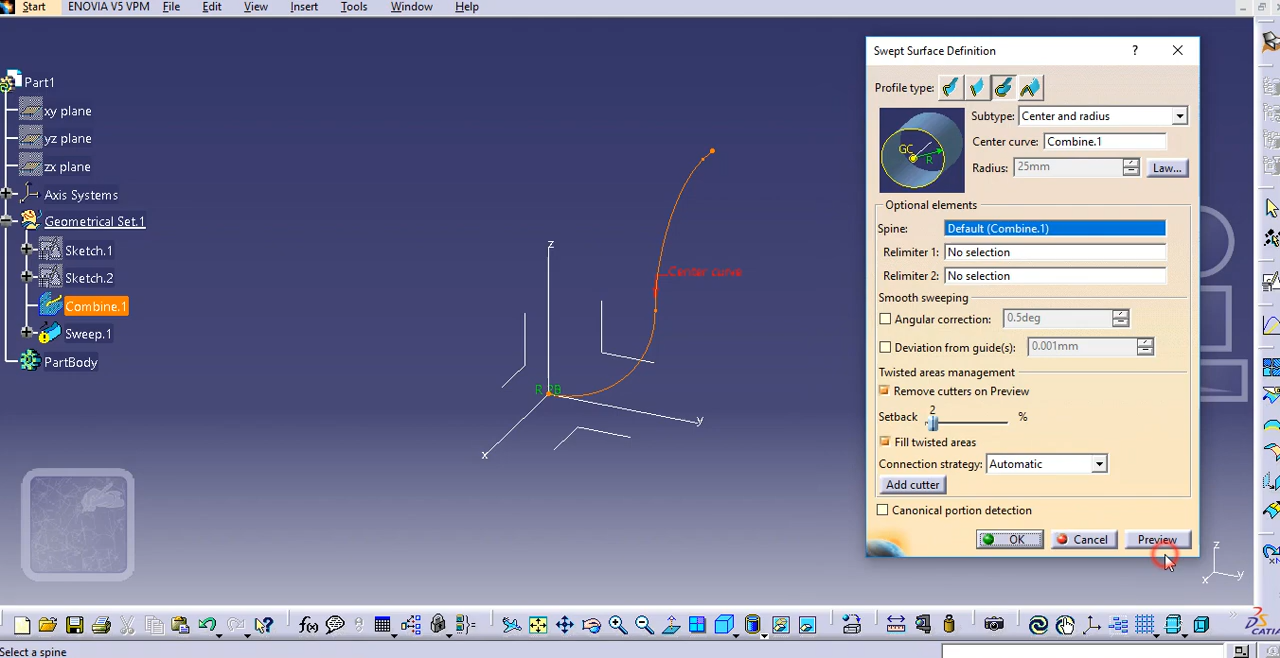 Start ENOVIA V5 VPM File Edit View Insert Tools Window Help
Part1
xy plane
yz plane
zx plane
Axis Systems
Geometrical Set.1
Sketch.1
Sketch.2
Combine.1
Sweep.1
PartBody
z
Center curve
y
x
Swept Surface Definition ?
Profile type:
GC
R
Subtype: Center and radius
Center curve: Combine.1
Radius: 25mm Law...
Optional elements
Spine: Default (Combine.1)
Relimiter 1: No selection
Relimiter 2: No selection
Smooth sweeping
Angular correction: 0.5deg
Deviation from guide(s): 0.001mm
Twisted areas management
Remove cutters on Preview
Setback 2 %
Fill twisted areas
Connection strategy: Automatic
Add cutter
Canonical portion detection
OK Cancel Preview
z
x y
f(x)
CATIA
Select a spine